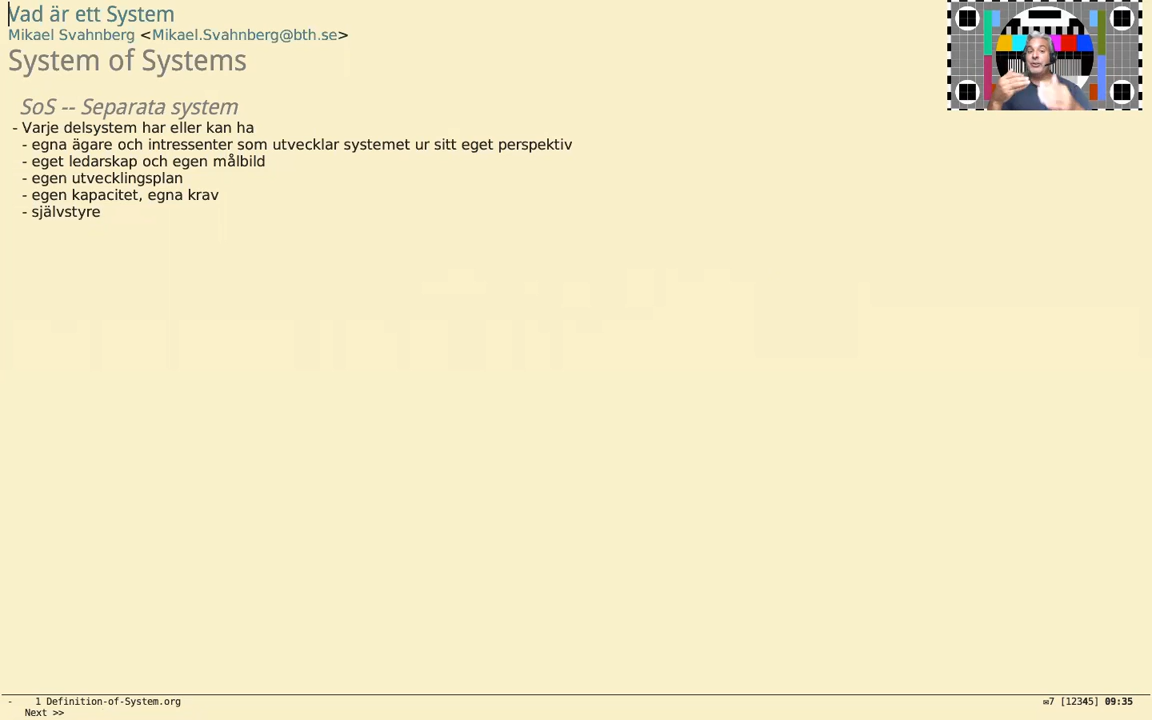 Vad är ett System
Mikael Svahnberg <Mikael.Svahnberg@bth.se>
System of Systems
SoS -- Separata system
- Varje delsystem har eller kan ha
- egna ägare och intressenter som utvecklar systemet ur sitt eget perspektiv
- eget ledarskap och egen målbild
- egen utvecklingsplan
- egen kapacitet, egna krav
- självstyre
- 1 Definition-of-System.org
✉7 [12345] 09:35
Next >>